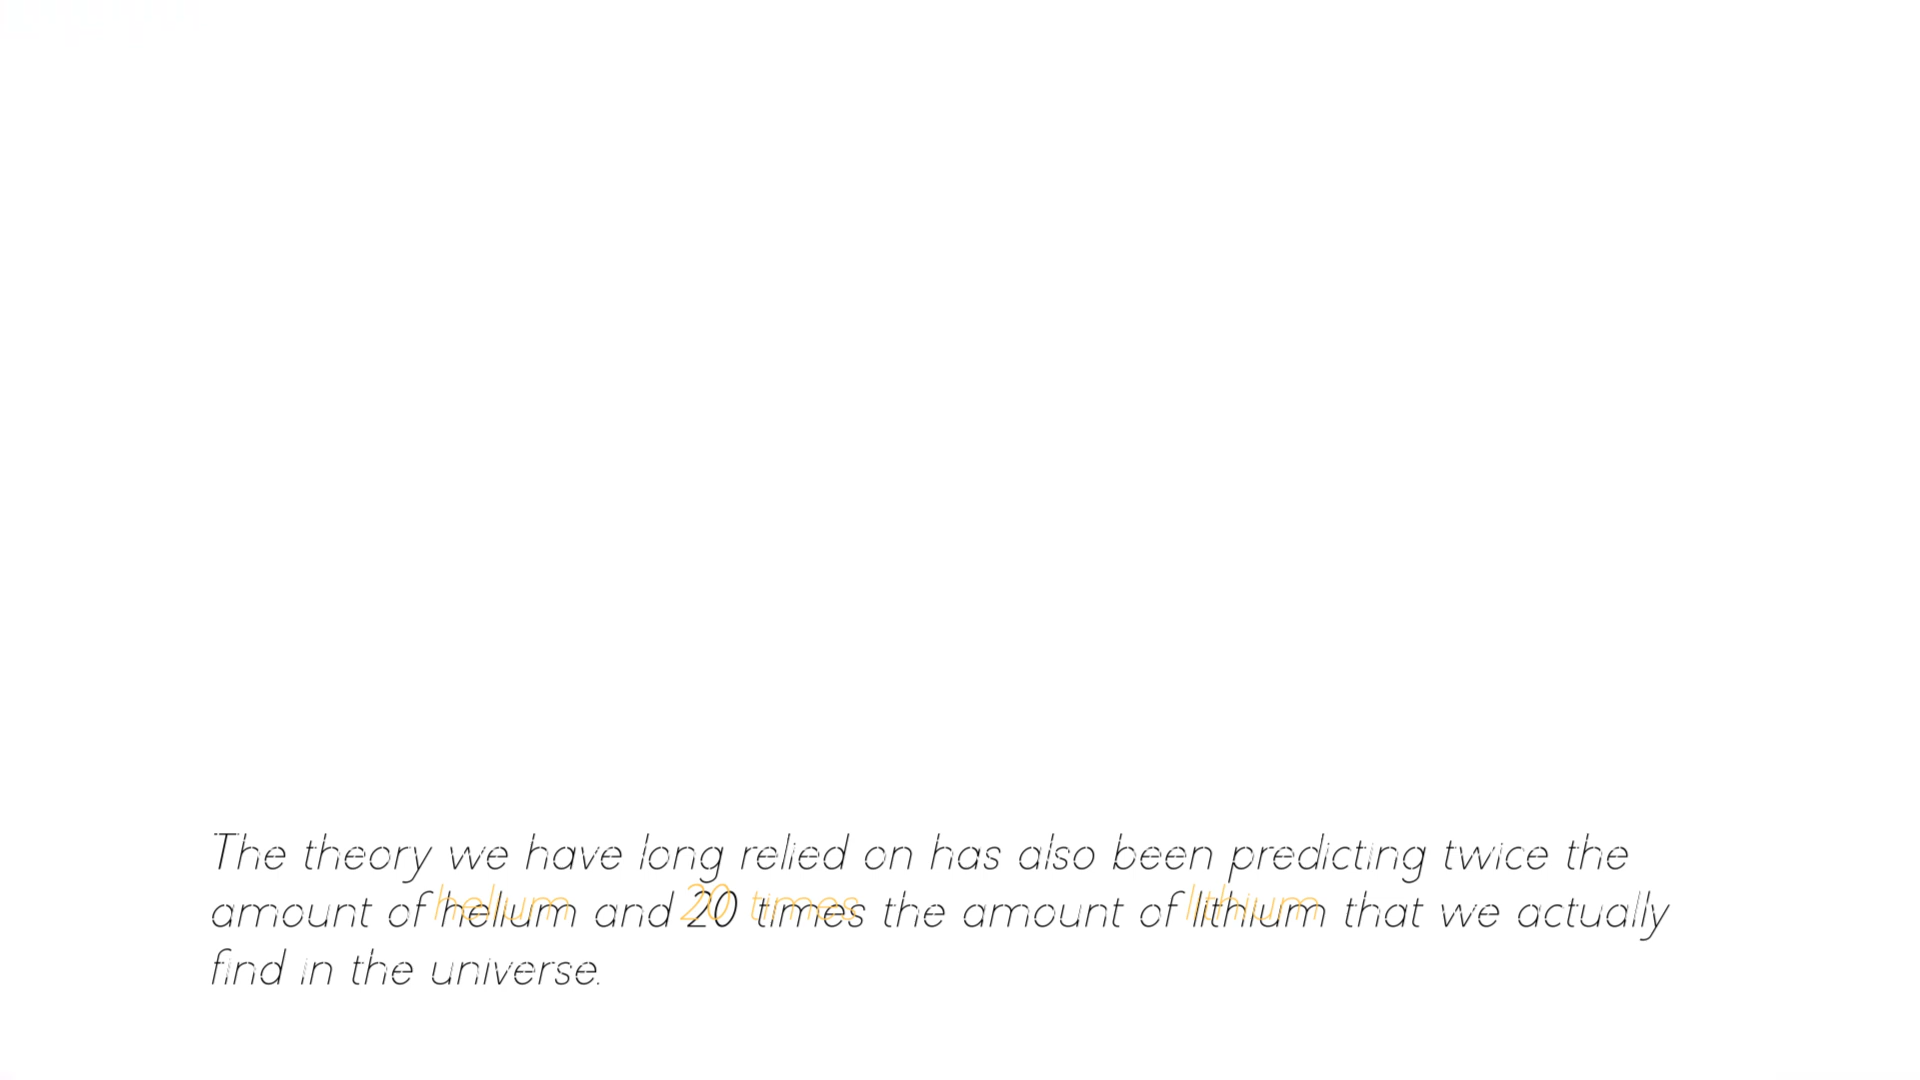 The theory we have long relied on has also been predicting twice the
amount of helium and 20 times the amount of lithium that we actually
find in the universe.